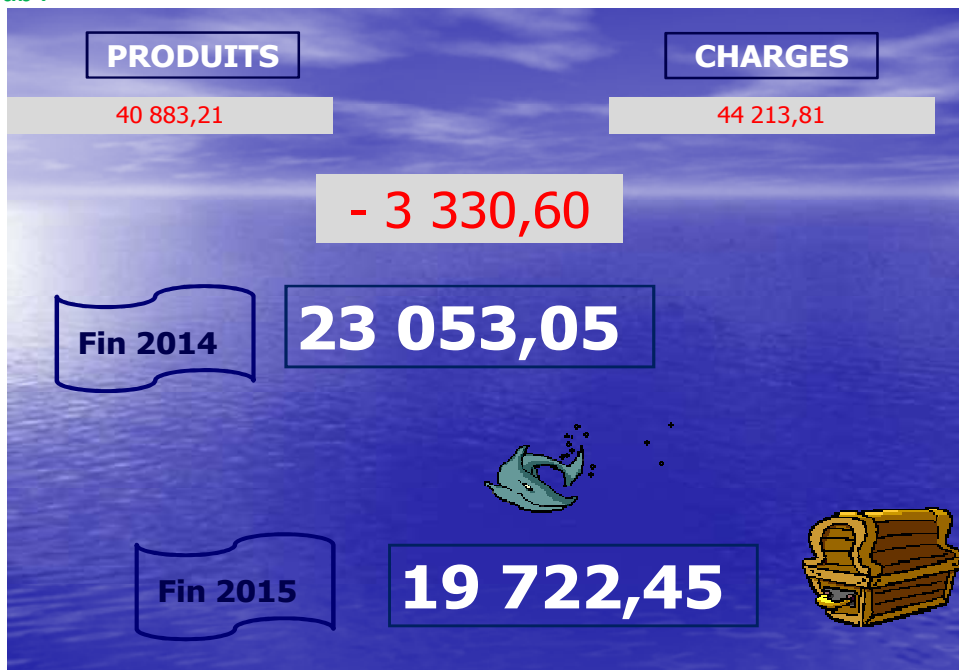 PRODUITS
CHARGES
40 883,21
44 213,81
- 3 330,60
Fin 2014
23 053,05
Fin 2015
19 722,45